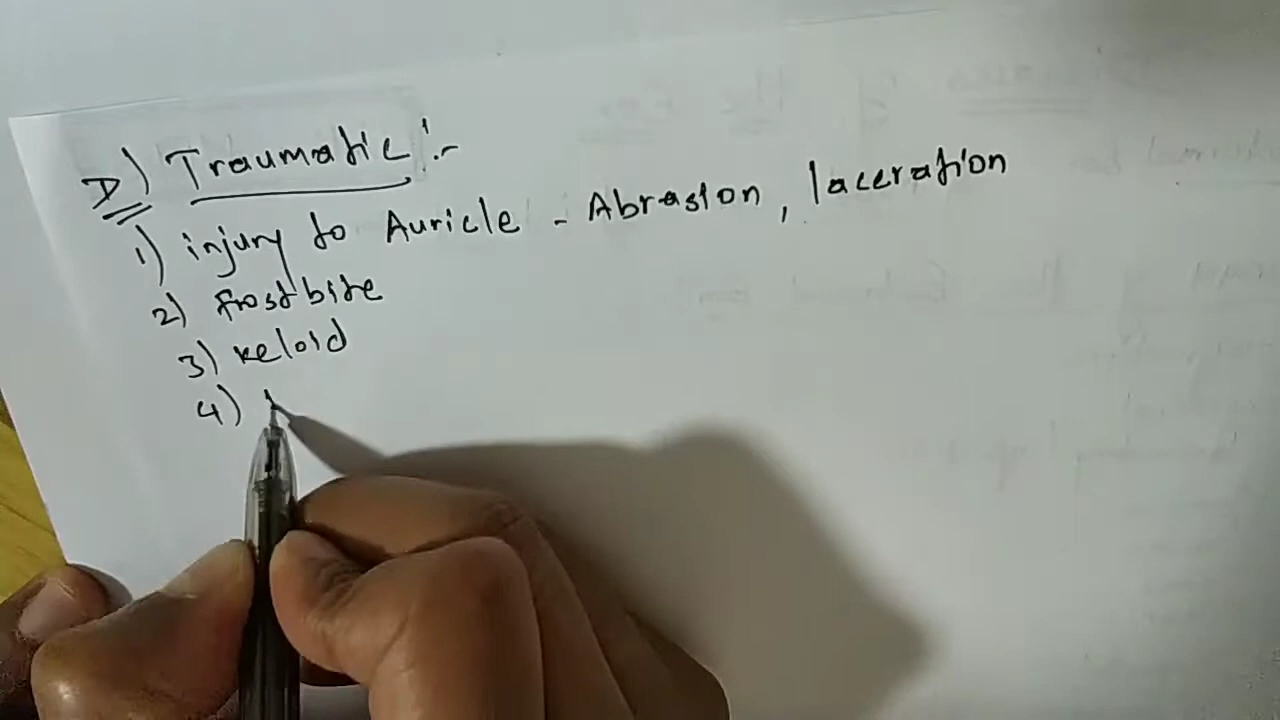 D) Traumatic :-
1) injury to Auricle - Abrasion, laceration
2) frostbite
3) keloid
4)